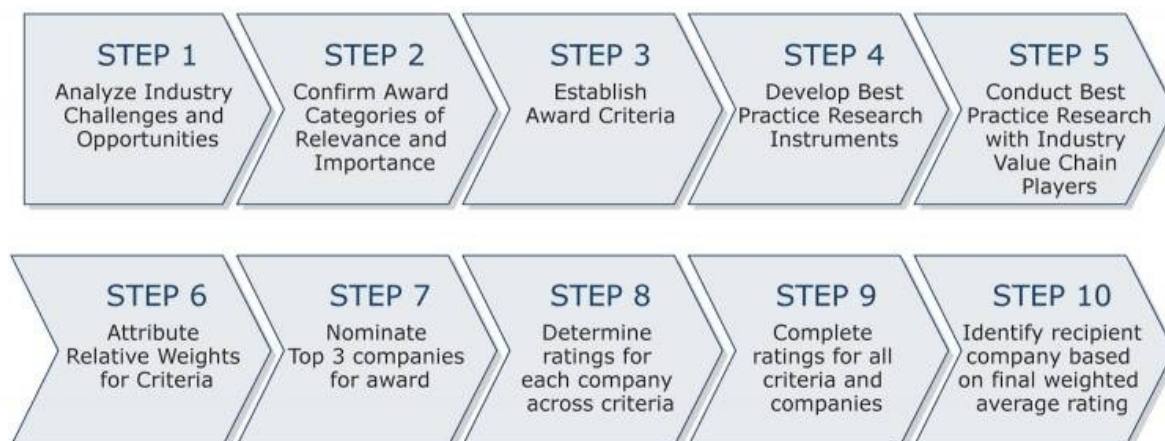 STEP 1
Analyze Industry
Challenges and
Opportunities
STEP 2
Confirm Award
Categories of
Relevance and
Importance
STEP 3
Establish
Award Criteria
STEP 4
Develop Best
Practice Research
Instruments
STEP 5
Conduct Best
Practice Research
with Industry
Value Chain
Players
STEP 6
Attribute
Relative Weights
for Criteria
STEP 7
Nominate
Top 3 companies
for award
STEP 8
Determine
ratings for
each company
across criteria
STEP 9
Complete
ratings for all
criteria and
companies
STEP 10
Identify recipient
company based
on final weighted
average rating